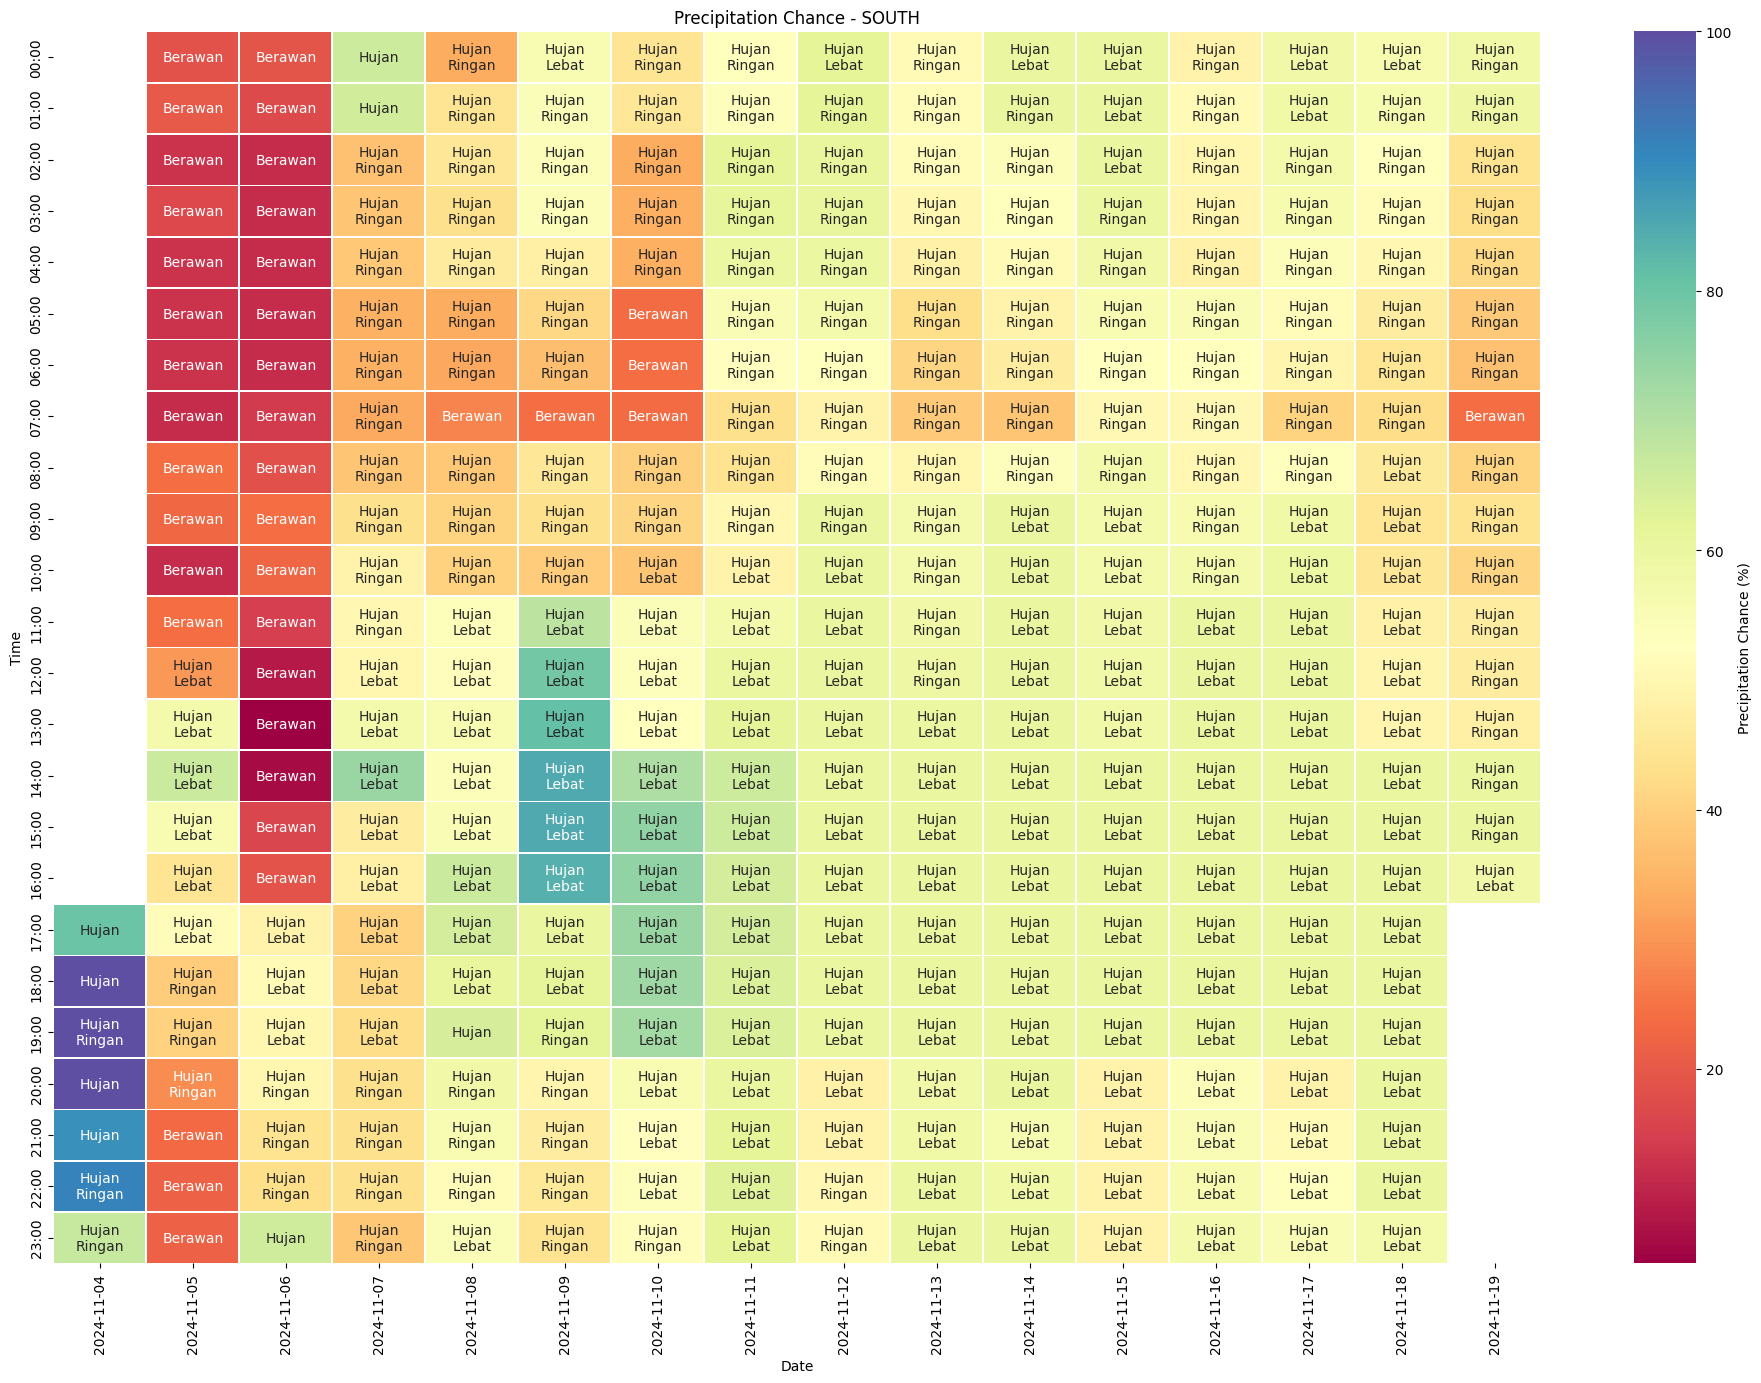 Precipitation Chance - SOUTH
00:00 Berawan Berawan Hujan Hujan Ringan Hujan Lebat Hujan Ringan Hujan Ringan Hujan Lebat Hujan Ringan Hujan Lebat Hujan Lebat Hujan Ringan Hujan Lebat Hujan Lebat Hujan Ringan
01:00 Berawan Berawan Hujan Hujan Ringan Hujan Ringan Hujan Ringan Hujan Ringan Hujan Ringan Hujan Ringan Hujan Ringan Hujan Lebat Hujan Ringan Hujan Lebat Hujan Ringan Hujan Ringan
02:00 Berawan Berawan Hujan Ringan Hujan Ringan Hujan Ringan Hujan Ringan Hujan Ringan Hujan Ringan Hujan Ringan Hujan Ringan Hujan Lebat Hujan Ringan Hujan Ringan Hujan Ringan Hujan Ringan
03:00 Berawan Berawan Hujan Ringan Hujan Ringan Hujan Ringan Hujan Ringan Hujan Ringan Hujan Ringan Hujan Ringan Hujan Ringan Hujan Ringan Hujan Ringan Hujan Ringan Hujan Ringan Hujan Ringan
04:00 Berawan Berawan Hujan Ringan Hujan Ringan Hujan Ringan Hujan Ringan Hujan Ringan Hujan Ringan Hujan Ringan Hujan Ringan Hujan Ringan Hujan Ringan Hujan Ringan Hujan Ringan Hujan Ringan
05:00 Berawan Berawan Hujan Ringan Hujan Ringan Hujan Ringan Berawan Hujan Ringan Hujan Ringan Hujan Ringan Hujan Ringan Hujan Ringan Hujan Ringan Hujan Ringan Hujan Ringan Hujan Ringan
06:00 Berawan Berawan Hujan Ringan Hujan Ringan Hujan Ringan Berawan Hujan Ringan Hujan Ringan Hujan Ringan Hujan Ringan Hujan Ringan Hujan Ringan Hujan Ringan Hujan Ringan Hujan Ringan
07:00 Berawan Berawan Hujan Ringan Berawan Berawan Berawan Hujan Ringan Hujan Ringan Hujan Ringan Hujan Ringan Hujan Ringan Hujan Ringan Hujan Ringan Hujan Ringan Berawan
08:00 Berawan Berawan Hujan Ringan Hujan Ringan Hujan Ringan Hujan Ringan Hujan Ringan Hujan Ringan Hujan Ringan Hujan Ringan Hujan Ringan Hujan Ringan Hujan Ringan Hujan Lebat Hujan Ringan
09:00 Berawan Berawan Hujan Ringan Hujan Ringan Hujan Ringan Hujan Ringan Hujan Ringan Hujan Ringan Hujan Ringan Hujan Lebat Hujan Lebat Hujan Ringan Hujan Lebat Hujan Lebat Hujan Ringan
10:00 Berawan Berawan Hujan Ringan Hujan Ringan Hujan Ringan Hujan Lebat Hujan Lebat Hujan Lebat Hujan Ringan Hujan Lebat Hujan Lebat Hujan Ringan Hujan Lebat Hujan Lebat Hujan Ringan
11:00 Berawan Berawan Hujan Ringan Hujan Lebat Hujan Lebat Hujan Lebat Hujan Lebat Hujan Lebat Hujan Ringan Hujan Lebat Hujan Lebat Hujan Lebat Hujan Lebat Hujan Lebat Hujan Ringan
12:00 Hujan Lebat Berawan Hujan Lebat Hujan Lebat Hujan Lebat Hujan Lebat Hujan Lebat Hujan Lebat Hujan Ringan Hujan Lebat Hujan Lebat Hujan Lebat Hujan Lebat Hujan Lebat Hujan Ringan
13:00 Hujan Lebat Berawan Hujan Lebat Hujan Lebat Hujan Lebat Hujan Lebat Hujan Lebat Hujan Lebat Hujan Lebat Hujan Lebat Hujan Lebat Hujan Lebat Hujan Lebat Hujan Lebat Hujan Ringan
14:00 Hujan Lebat Berawan Hujan Lebat Hujan Lebat Hujan Lebat Hujan Lebat Hujan Lebat Hujan Lebat Hujan Lebat Hujan Lebat Hujan Lebat Hujan Lebat Hujan Lebat Hujan Lebat Hujan Ringan
15:00 Hujan Lebat Berawan Hujan Lebat Hujan Lebat Hujan Lebat Hujan Lebat Hujan Lebat Hujan Lebat Hujan Lebat Hujan Lebat Hujan Lebat Hujan Lebat Hujan Lebat Hujan Lebat Hujan Ringan
16:00 Hujan Lebat Berawan Hujan Lebat Hujan Lebat Hujan Lebat Hujan Lebat Hujan Lebat Hujan Lebat Hujan Lebat Hujan Lebat Hujan Lebat Hujan Lebat Hujan Lebat Hujan Lebat Hujan Lebat
17:00 Hujan Hujan Lebat Hujan Lebat Hujan Lebat Hujan Lebat Hujan Lebat Hujan Lebat Hujan Lebat Hujan Lebat Hujan Lebat Hujan Lebat Hujan Lebat Hujan Lebat Hujan Lebat Hujan Lebat
18:00 Hujan Hujan Ringan Hujan Lebat Hujan Lebat Hujan Lebat Hujan Lebat Hujan Lebat Hujan Lebat Hujan Lebat Hujan Lebat Hujan Lebat Hujan Lebat Hujan Lebat Hujan Lebat Hujan Lebat
19:00 Hujan Ringan Hujan Ringan Hujan Lebat Hujan Lebat Hujan Hujan Ringan Hujan Lebat Hujan Lebat Hujan Lebat Hujan Lebat Hujan Lebat Hujan Lebat Hujan Lebat Hujan Lebat Hujan Lebat
20:00 Hujan Hujan Ringan Hujan Ringan Hujan Ringan Hujan Ringan Hujan Ringan Hujan Lebat Hujan Lebat Hujan Lebat Hujan Lebat Hujan Lebat Hujan Lebat Hujan Lebat Hujan Lebat Hujan Lebat
21:00 Hujan Berawan Hujan Ringan Hujan Ringan Hujan Ringan Hujan Ringan Hujan Lebat Hujan Lebat Hujan Lebat Hujan Lebat Hujan Lebat Hujan Lebat Hujan Lebat Hujan Lebat Hujan Lebat
22:00 Hujan Ringan Berawan Hujan Ringan Hujan Ringan Hujan Ringan Hujan Ringan Hujan Lebat Hujan Lebat Hujan Ringan Hujan Lebat Hujan Lebat Hujan Lebat Hujan Lebat Hujan Lebat Hujan Lebat
23:00 Hujan Ringan Berawan Hujan Hujan Ringan Hujan Lebat Hujan Ringan Hujan Ringan Hujan Lebat Hujan Ringan Hujan Lebat Hujan Lebat Hujan Lebat Hujan Lebat Hujan Lebat Hujan Lebat
Time
2024-11-04 2024-11-05 2024-11-06 2024-11-07 2024-11-08 2024-11-09 2024-11-10 2024-11-11 2024-11-12 2024-11-13 2024-11-14 2024-11-15 2024-11-16 2024-11-17 2024-11-18 2024-11-19
Date
100
80
60
40
20
Precipitation Chance (%)